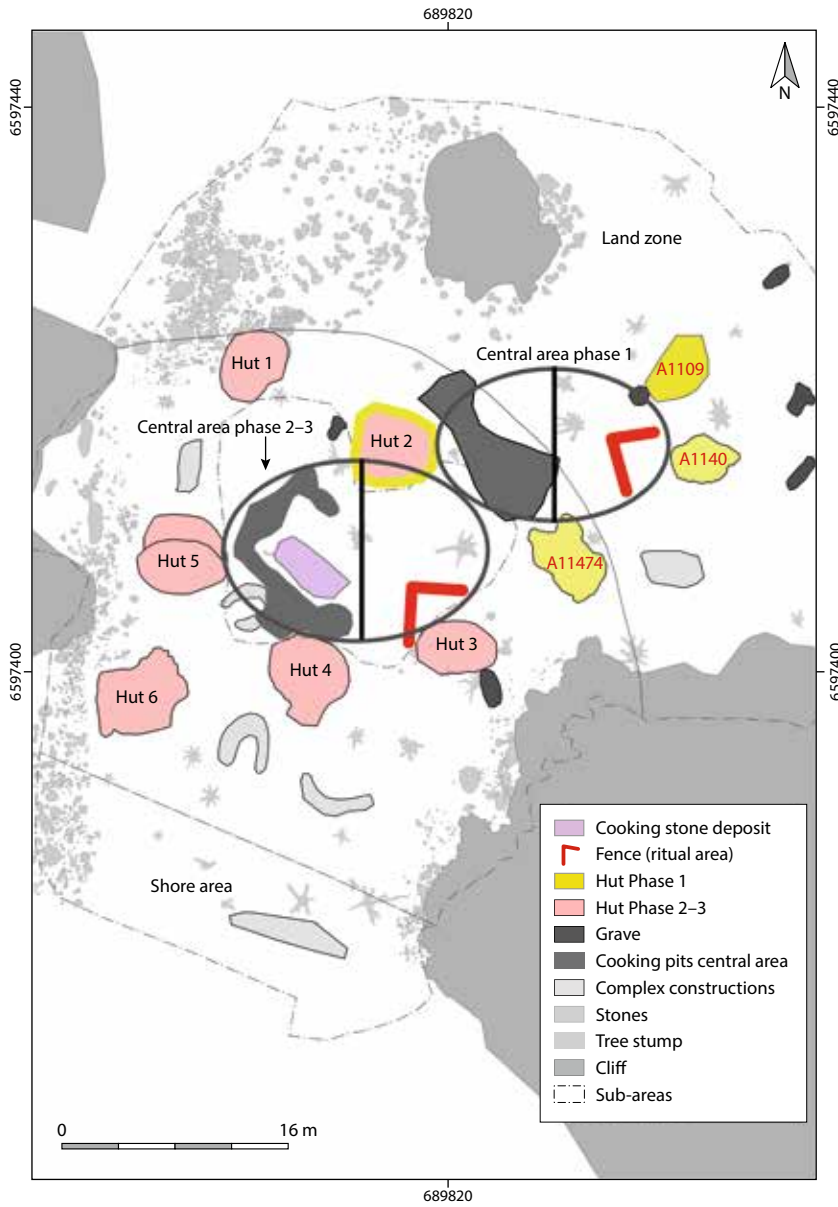 689820
6597440
6597440
N
Land zone
Central area phase 1
Hut 1
A1109
Central area phase 2–3
Hut 2
A1140
Hut 5
A11474
Hut 3
6597400
6597400
Hut 4
Hut 6
Shore area
Cooking stone deposit
Fence (ritual area)
Hut Phase 1
Hut Phase 2–3
Grave
Cooking pits central area
Complex constructions
Stones
Tree stump
Cliff
Sub-areas
0 16 m
689820